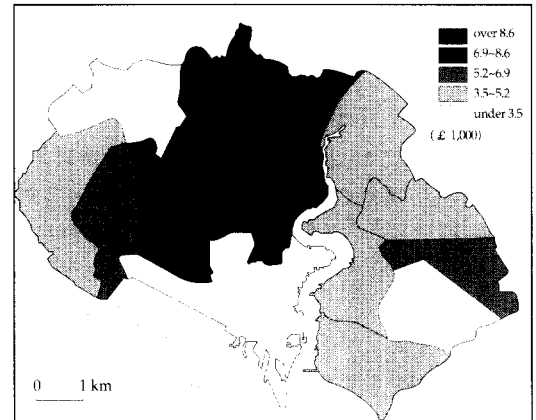 over 8.6
6.9~8.6
5.2~6.9
3.5~5.2
under 3.5
( £ 1,000)
0 1 km